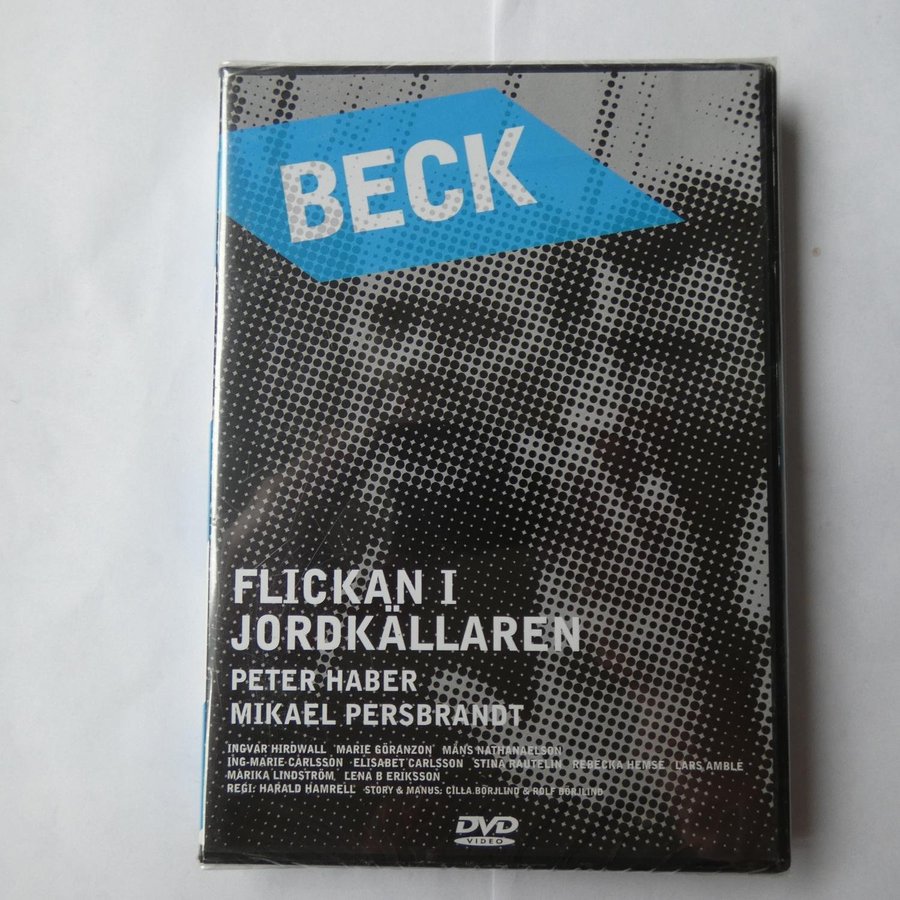 BECK
FLICKAN I
JORDKÄLLAREN
PETER HABER
MIKAEL PERSBRANDT
INGVAR HIRDWALL MARIE GÖRANZON MÅNS NATHANAELSON
ING-MARIE CARLSSON ELISABET CARLSSON STINA RAUTELIN REBECKA HEMSE LARS AMBLE
MARIKA LINDSTRÖM LENA B ERIKSSON
REGI: HARALD HAMRELL STORY & MANUS: CILLA BÖRJLIND & ROLF BÖRJLIND
DVD
VIDEO